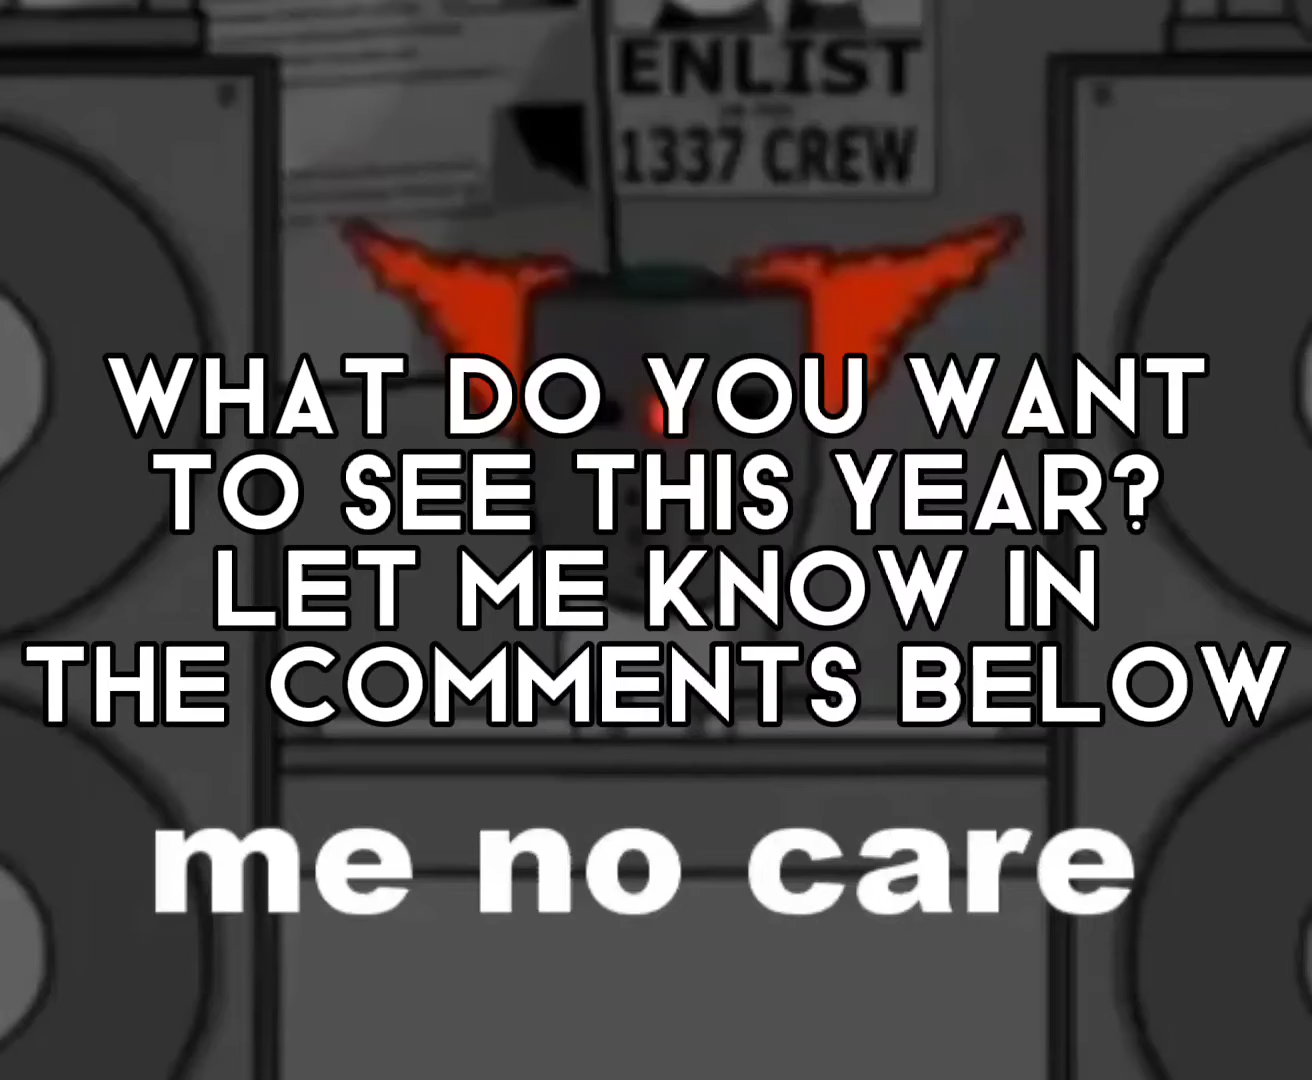 ENLIST
1337 CREW
WHAT DO YOU WANT
TO SEE THIS YEAR?
LET ME KNOW IN
THE COMMENTS BELOW
me no care